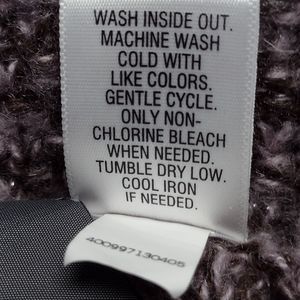 WASH INSIDE OUT.
MACHINE WASH
COLD WITH
LIKE COLORS.
GENTLE CYCLE.
ONLY NON-
CHLORINE BLEACH
WHEN NEEDED.
TUMBLE DRY LOW.
COOL IRON
IF NEEDED.
400997130405